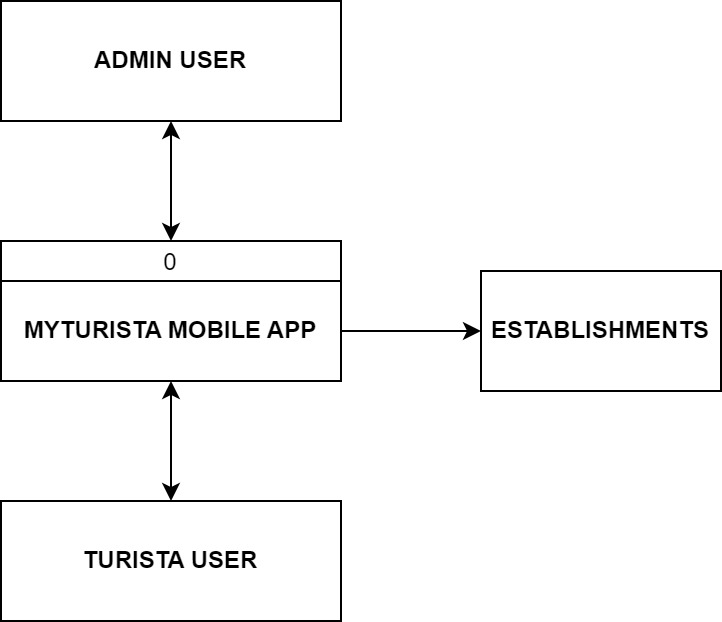 ADMIN USER
0
MYTURISTA MOBILE APP
ESTABLISHMENTS
TURISTA USER